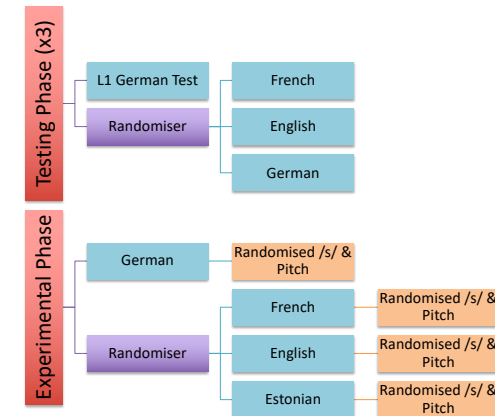 Testing Phase (x3)
L1 German Test
Randomiser
French
English
German
Experimental Phase
German
Randomised /s/ &
Pitch
Randomiser
French
Randomised /s/ &
Pitch
English
Randomised /s/ &
Pitch
Estonian
Randomised /s/ &
Pitch